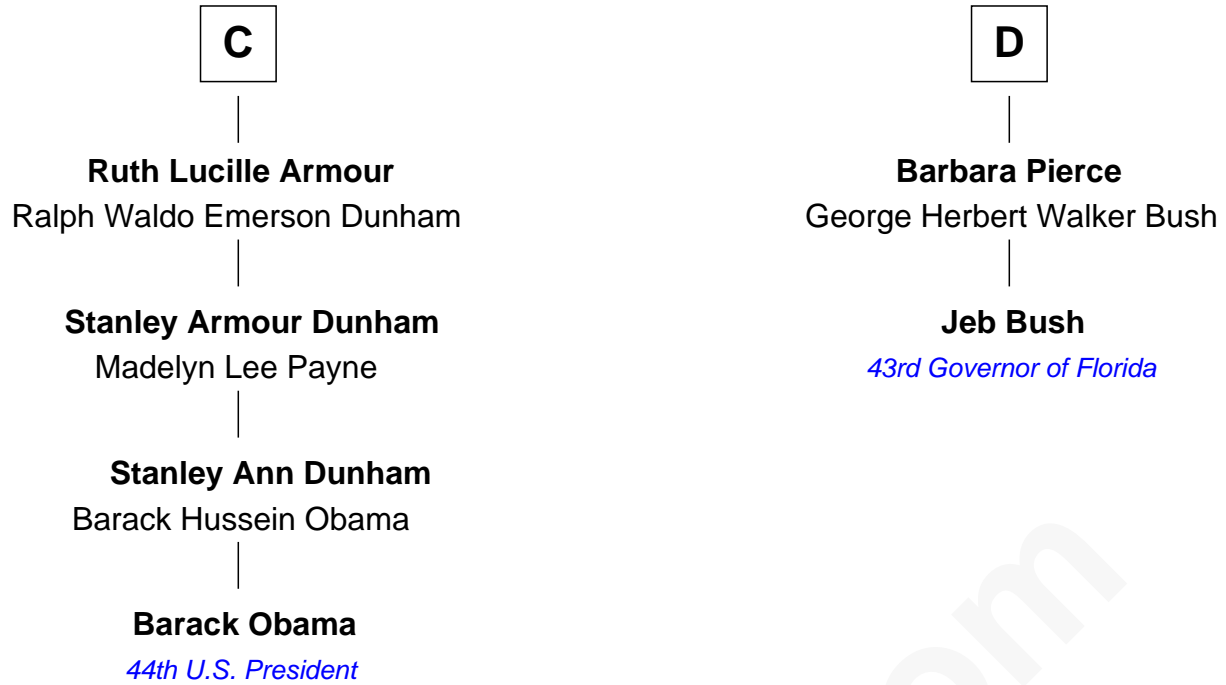 C
Ruth Lucille Armour
Ralph Waldo Emerson Dunham
Stanley Armour Dunham
Madelyn Lee Payne
Stanley Ann Dunham
Barack Hussein Obama
Barack Obama
44th U.S. President
D
Barbara Pierce
George Herbert Walker Bush
Jeb Bush
43rd Governor of Florida
om